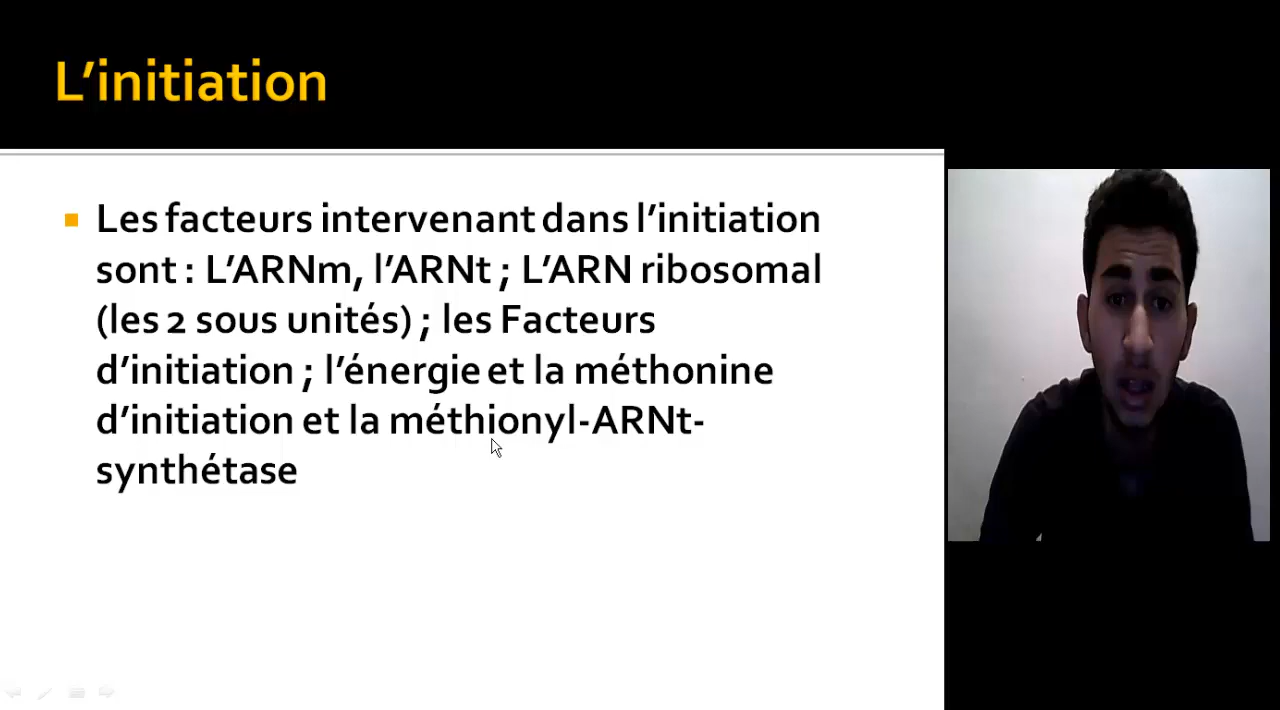 L’initiation
Les facteurs intervenant dans l’initiation
sont : L’ARNm, l’ARNt ; L’ARN ribosomal
(les 2 sous unités) ; les Facteurs
d’initiation ; l’énergie et la méthonine
d’initiation et la méthionyl-ARNt-
synthétase